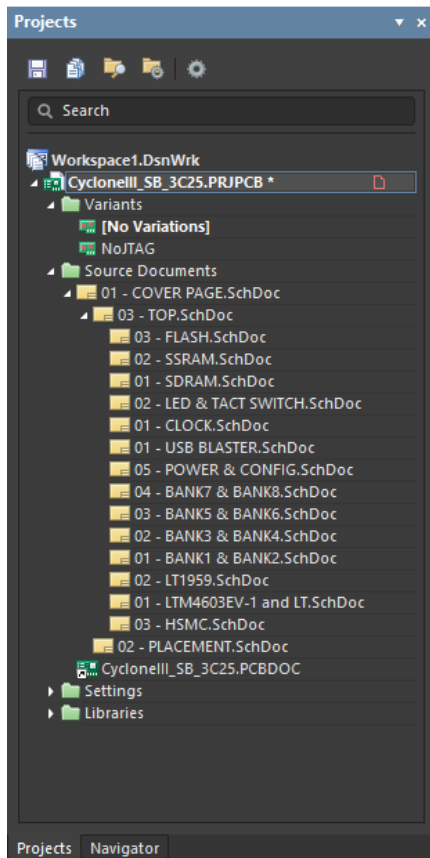 Projects
Search
Workspace1.DsnWrk
CycloneIII_SB_3C25.PRJPCB *
Variants
[No Variations]
NoJTAG
Source Documents
01 - COVER PAGE.SchDoc
03 - TOP.SchDoc
03 - FLASH.SchDoc
02 - SSRAM.SchDoc
01 - SDRAM.SchDoc
02 - LED & TACT SWITCH.SchDoc
01 - CLOCK.SchDoc
01 - USB BLASTER.SchDoc
05 - POWER & CONFIG.SchDoc
04 - BANK7 & BANK8.SchDoc
03 - BANK5 & BANK6.SchDoc
02 - BANK3 & BANK4.SchDoc
01 - BANK1 & BANK2.SchDoc
02 - LT1959.SchDoc
01 - LTM4603EV-1 and LT.SchDoc
03 - HSMC.SchDoc
02 - PLACEMENT.SchDoc
CycloneIII_SB_3C25.PCBDOC
Settings
Libraries
Projects Navigator